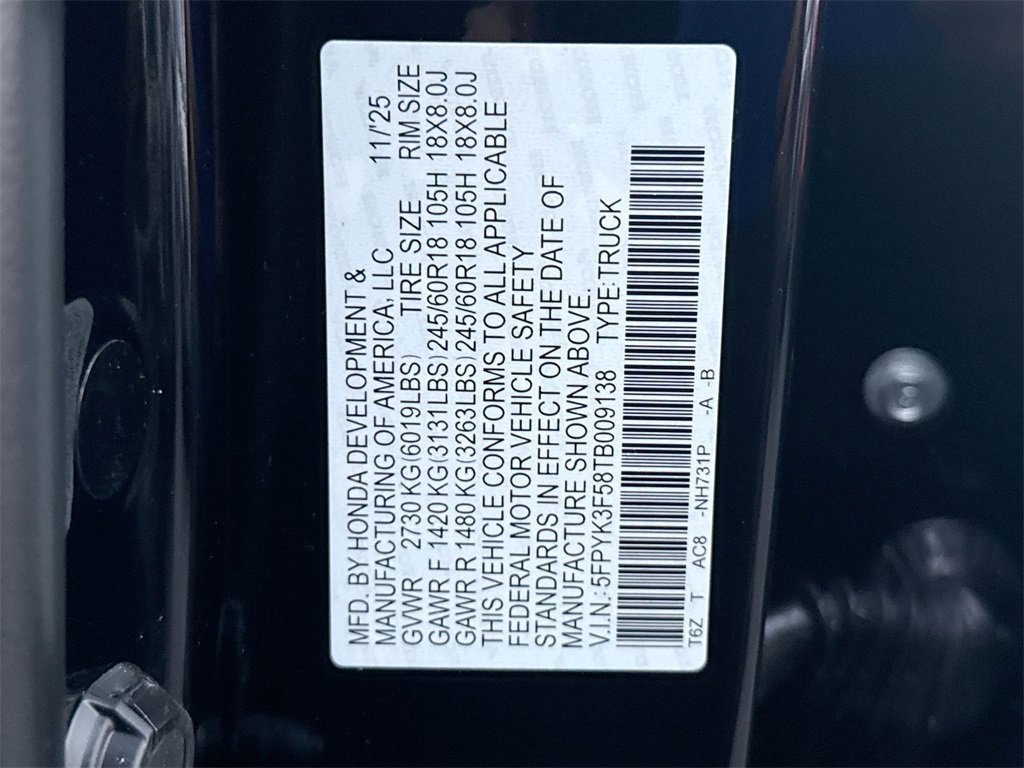 MFD. BY HONDA DEVELOPMENT &
MANUFACTURING OF AMERICA, LLC 11/'25
GVWR 2730 KG(6019LBS) TIRE SIZE RIM SIZE
GAWR F 1420 KG(3131LBS)245/60R18 105H 18X8.0J
GAWR R 1480 KG(3263LBS)245/60R18 105H 18X8.0J
THIS VEHICLE CONFORMS TO ALL APPLICABLE
FEDERAL MOTOR VEHICLE SAFETY
STANDARDS IN EFFECT ON THE DATE OF
MANUFACTURE SHOWN ABOVE.
V.I.N.:5FPYK3F58TB009138 TYPE:TRUCK
T6Z T AC8 -NH731P -A -B